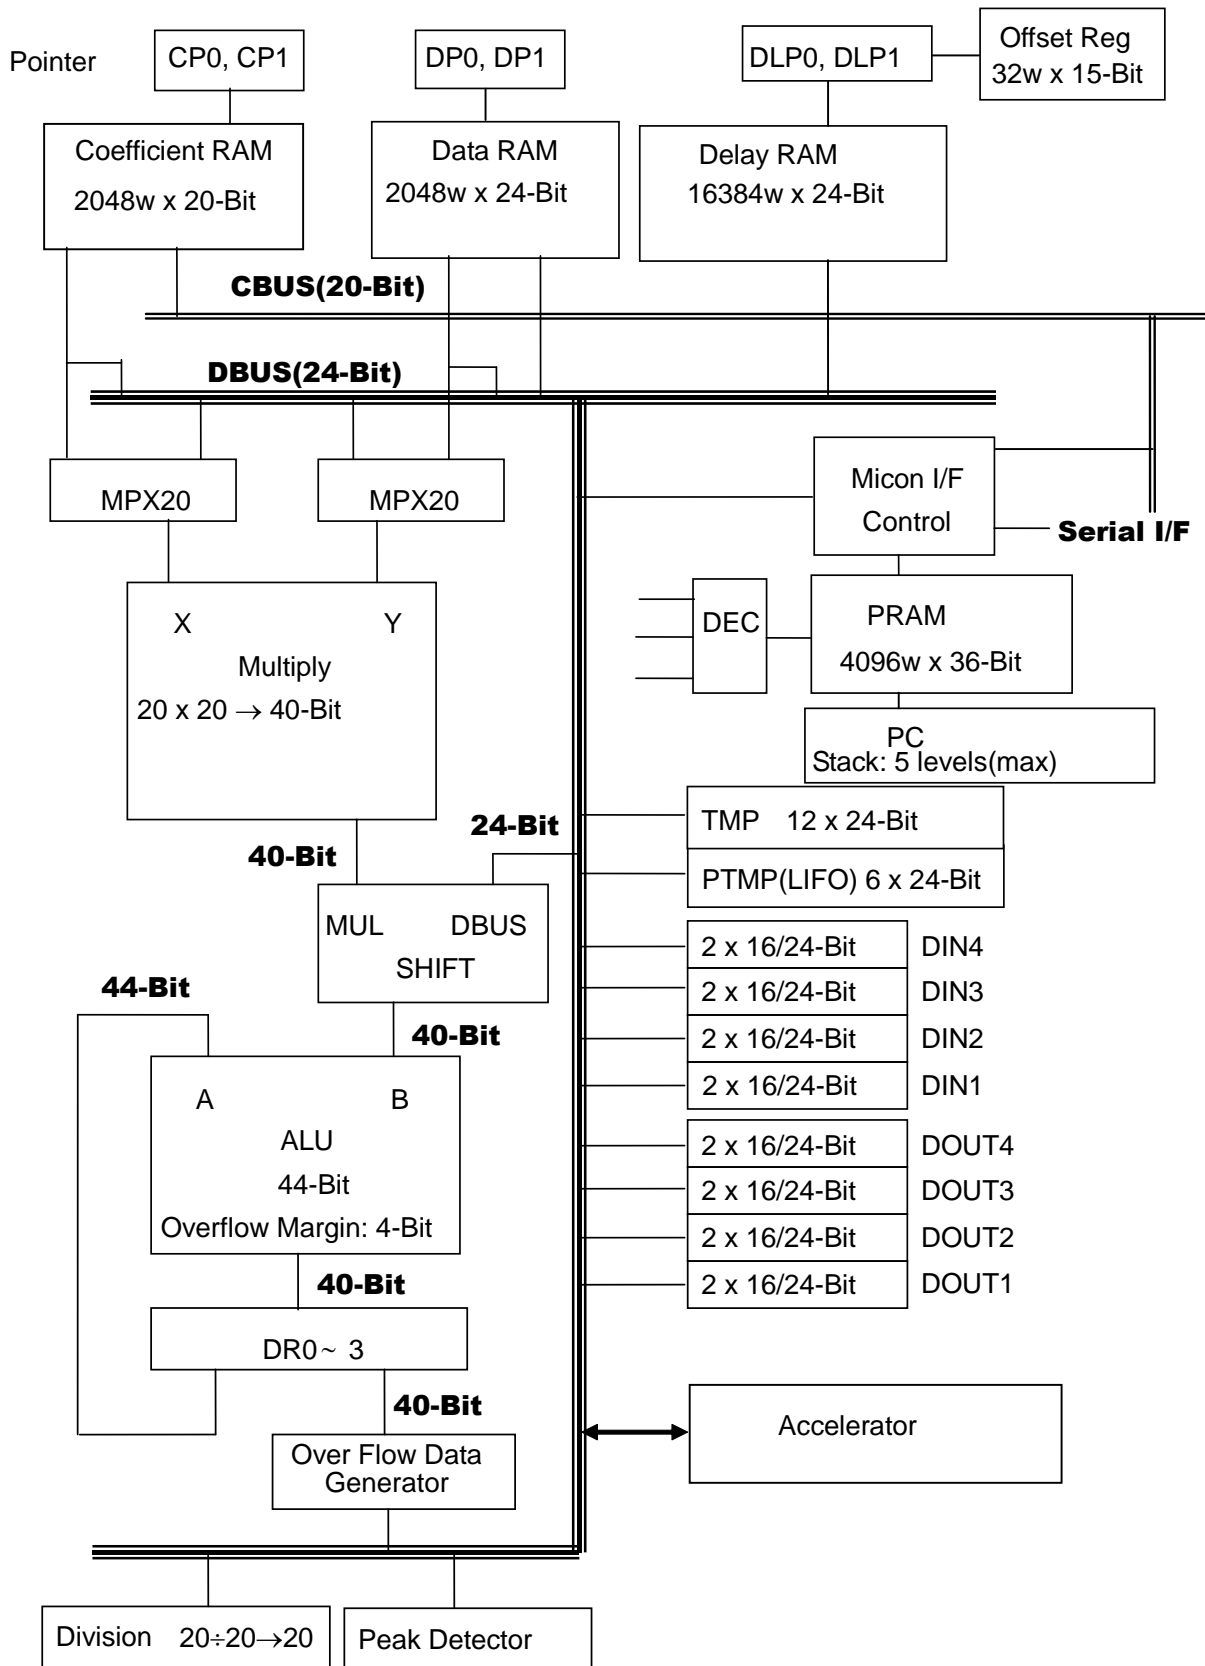 Pointer
CP0, CP1
DP0, DP1
DLP0, DLP1
Offset Reg
32w x 15-Bit
Coefficient RAM
2048w x 20-Bit
Data RAM
2048w x 24-Bit
Delay RAM
16384w x 24-Bit
CBUS(20-Bit)
DBUS(24-Bit)
MPX20
MPX20
Micon I/F
Control
Serial I/F
X
Y
Multiply
20 x 20 → 40-Bit
DEC
PRAM
4096w x 36-Bit
PC
Stack: 5 levels(max)
24-Bit
40-Bit
TMP 12 x 24-Bit
PTMP(LIFO) 6 x 24-Bit
MUL
DBUS
SHIFT
44-Bit
40-Bit
2 x 16/24-Bit DIN4
2 x 16/24-Bit DIN3
2 x 16/24-Bit DIN2
2 x 16/24-Bit DIN1
A
B
ALU
44-Bit
Overflow Margin: 4-Bit
2 x 16/24-Bit DOUT4
2 x 16/24-Bit DOUT3
2 x 16/24-Bit DOUT2
2 x 16/24-Bit DOUT1
40-Bit
DR0～3
40-Bit
Over Flow Data
Generator
Accelerator
Division 20÷20→20
Peak Detector